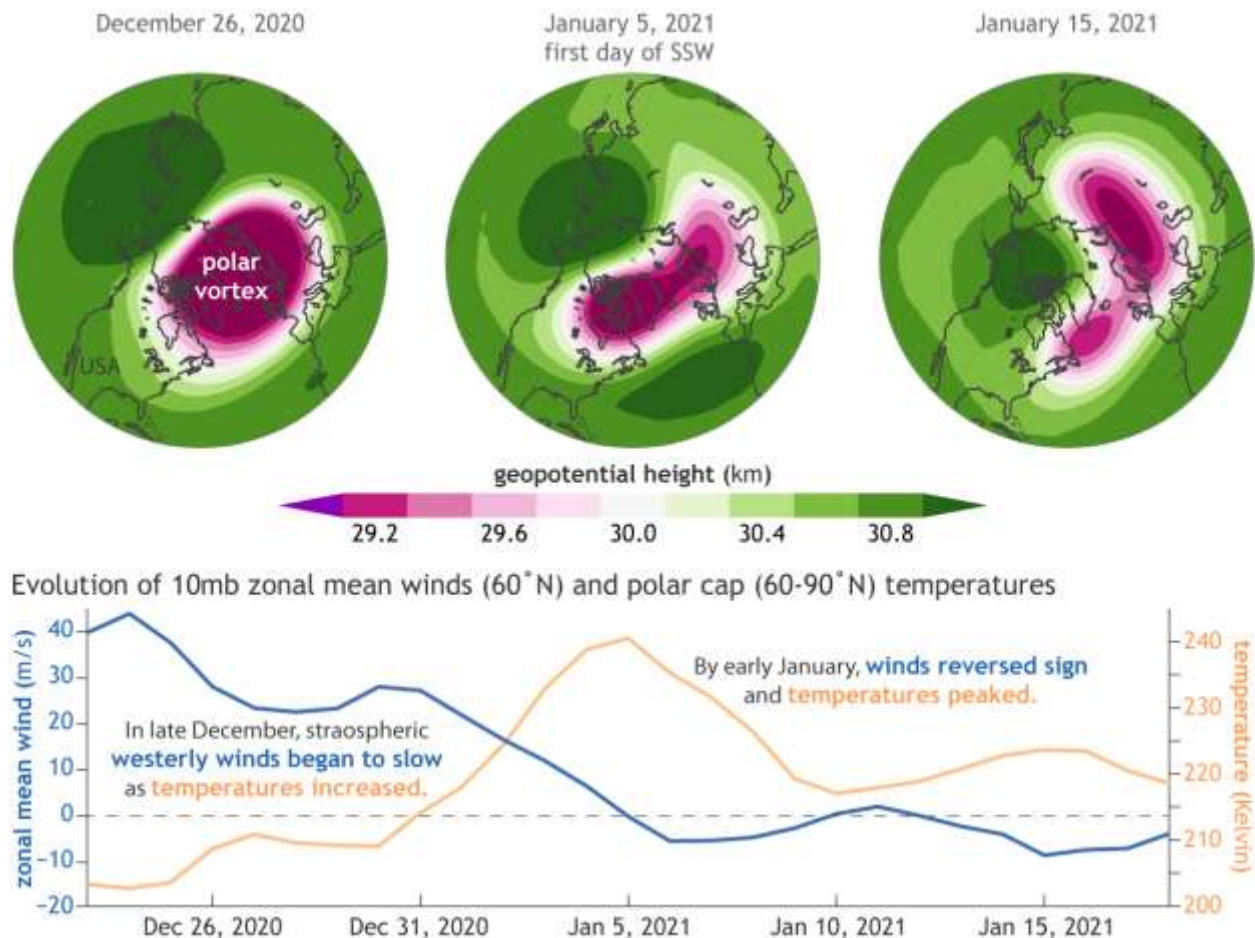 December 26, 2020
January 5, 2021
first day of SSW
January 15, 2021
polar
vortex
USA
geopotential height (km)
29.2 29.6 30.0 30.4 30.8
Evolution of 10mb zonal mean winds (60°N) and polar cap (60-90°N) temperatures
zonal mean wind (m/s)
40
30
20
10
0
-10
-20
In late December, straospheric
westerly winds began to slow
as temperatures increased.
By early January, winds reversed sign
and temperatures peaked.
240
230
220
210
200
temperature (Kelvin)
Dec 26, 2020 Dec 31, 2020 Jan 5, 2021 Jan 10, 2021 Jan 15, 2021